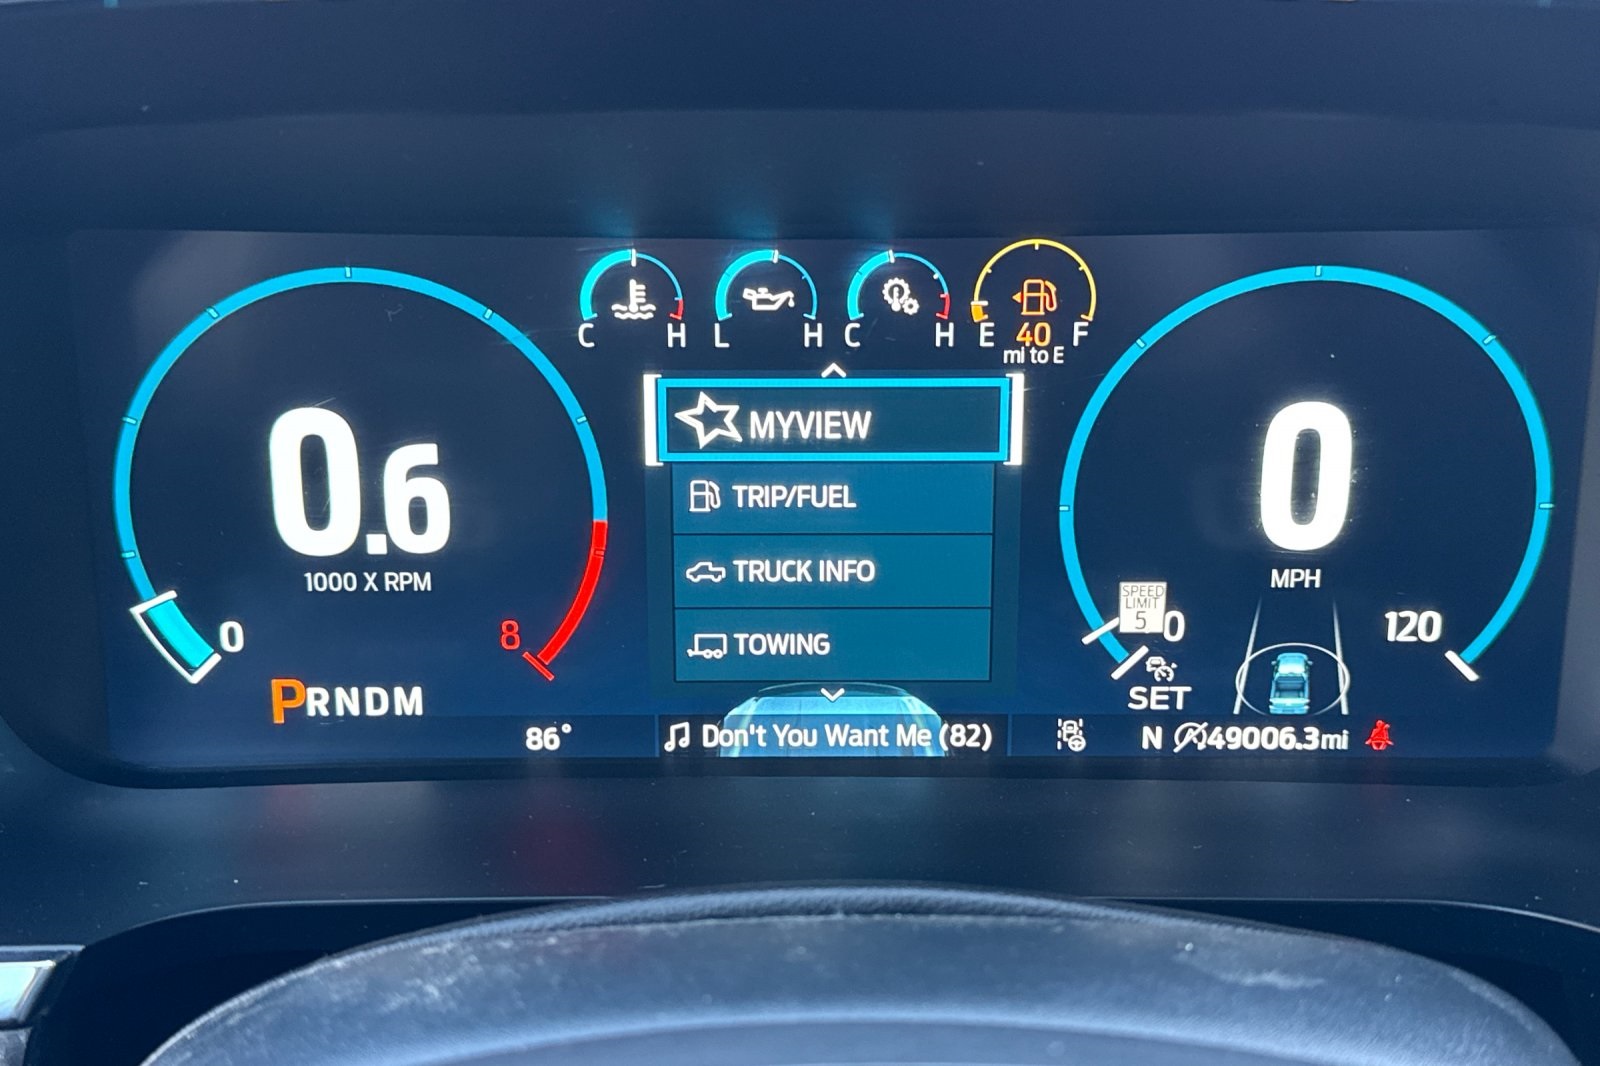 C H L H C H E 40 F
mi to E
MYVIEW
TRIP/FUEL
TRUCK INFO
TOWING
0.6
1000 X RPM
0 8
PRNDM
86°
Don't You Want Me (82)
0
MPH
SPEED
LIMIT
5
0 120
SET
N 49006.3mi